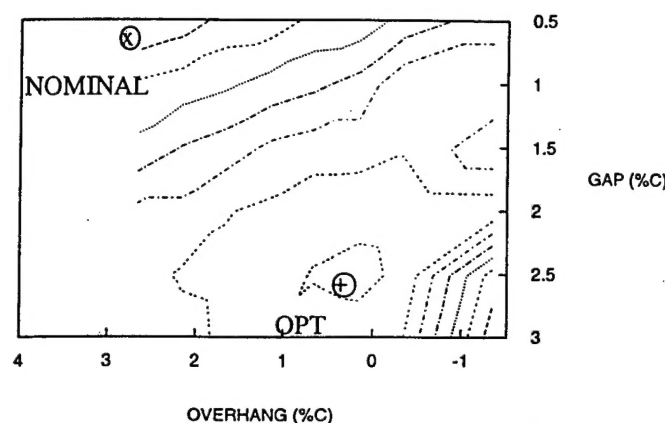 0.5
NOMINAL
1
1.5
GAP (%C)
2
2.5
OPT
3
4 3 2 1 0 -1
OVERHANG (%C)